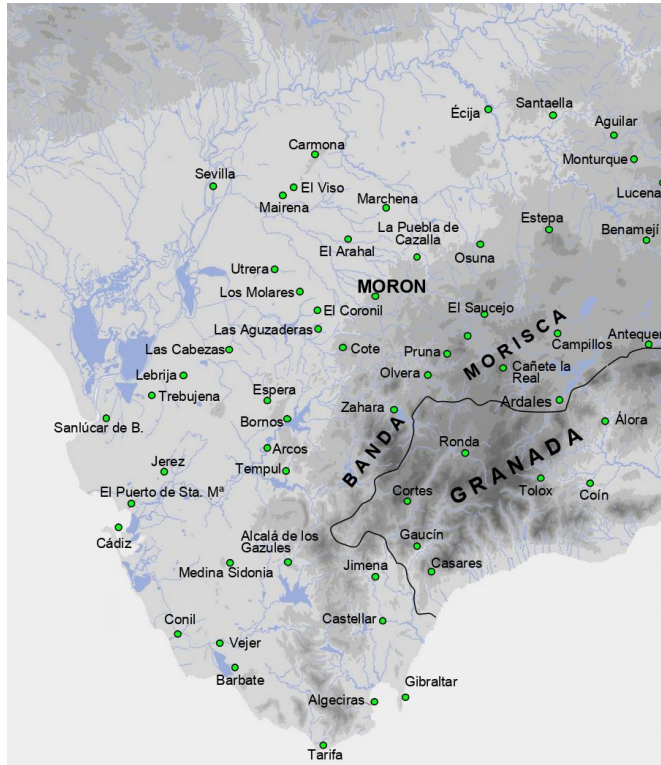 Écija
Santaella
Aguilar
Carmona
Monturque
Sevilla
El Viso
Mairena
Marchena
Lucena
La Puebla de
Cazalla
Estepa
Benamejí
El Arahal
Osuna
Utrera
MORON
Los Molares
El Coronil
El Saucejo
Las Aguzaderas
Las Cabezas
Cote
Pruna
Campillos
Antequer
Lebrija
Olvera
Cañete la
Real
Trebujena
Espera
Zahara
Ardales
BANDA MORISCA
Sanlúcar de B.
Bornos
Álora
Arcos
Ronda
GRANADA
Jerez
Tempul
Tolox
Coín
El Puerto de Sta. Mª
Cortes
Cádiz
Alcalá de los
Gazules
Gaucín
Medina Sidonia
Jimena
Casares
Conil
Castellar
Vejer
Barbate
Gibraltar
Algeciras
Tarifa